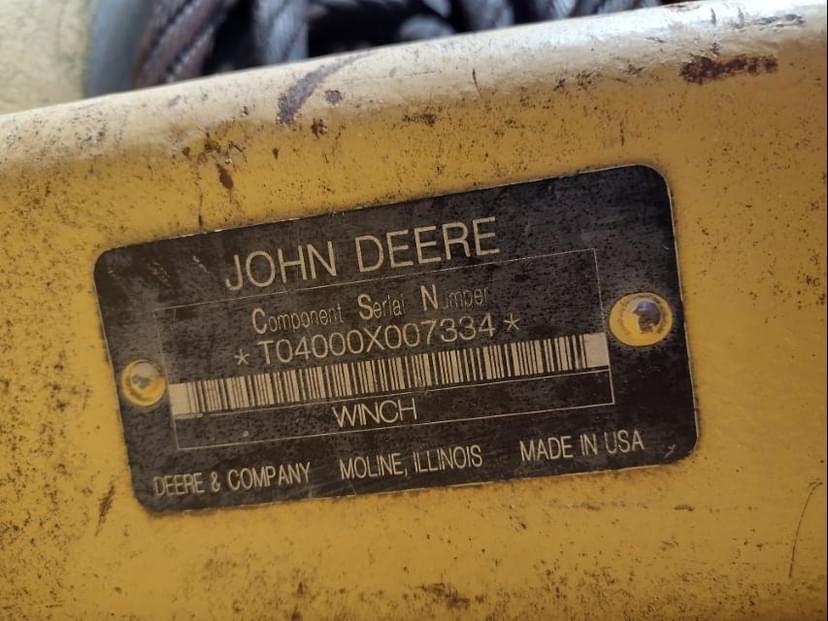 JOHN DEERE
Component Serial Number
*T04000X007334*
WINCH
DEERE & COMPANY MOLINE, ILLINOIS MADE IN USA